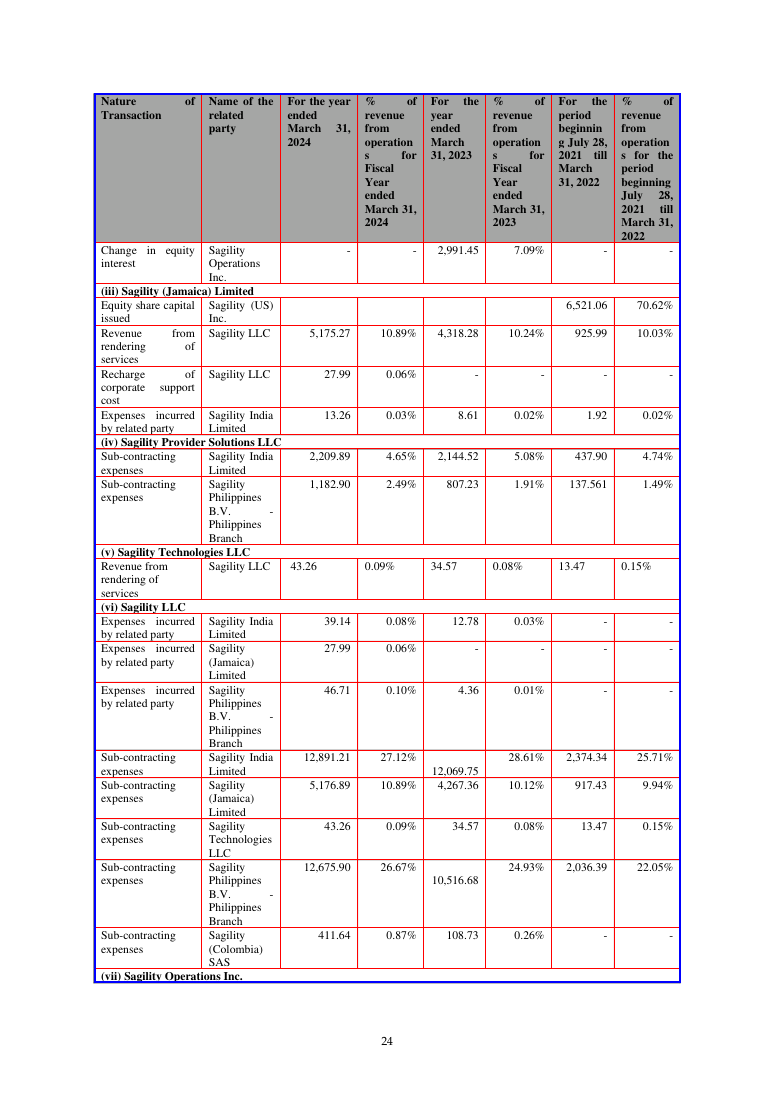 Nature of Transaction | Name of the related party | For the year ended March 31, 2024 | % of revenue from operations for Fiscal Year ended March 31, 2024 | For the year ended March 31, 2023 | % of revenue from operations for Fiscal Year ended March 31, 2023 | For the period beginning July 28, 2021 till March 31, 2022 | % of revenue from operations for the period beginning July 28, 2021 till March 31, 2022
Change in equity interest | Sagility Operations Inc. | - | - | 2,991.45 | 7.09% | - | -
(iii) Sagility (Jamaica) Limited
Equity share capital issued | Sagility (US) Inc. | | | | | 6,521.06 | 70.62%
Revenue from rendering of services | Sagility LLC | 5,175.27 | 10.89% | 4,318.28 | 10.24% | 925.99 | 10.03%
Recharge of corporate support cost | Sagility LLC | 27.99 | 0.06% | - | - | - | -
Expenses incurred by related party | Sagility India Limited | 13.26 | 0.03% | 8.61 | 0.02% | 1.92 | 0.02%
(iv) Sagility Provider Solutions LLC
Sub-contracting expenses | Sagility India Limited | 2,209.89 | 4.65% | 2,144.52 | 5.08% | 437.90 | 4.74%
Sub-contracting expenses | Sagility Philippines B.V. - Philippines Branch | 1,182.90 | 2.49% | 807.23 | 1.91% | 137.561 | 1.49%
(v) Sagility Technologies LLC
Revenue from rendering of services | Sagility LLC | 43.26 | 0.09% | 34.57 | 0.08% | 13.47 | 0.15%
(vi) Sagility LLC
Expenses incurred by related party | Sagility India Limited | 39.14 | 0.08% | 12.78 | 0.03% | - | -
Expenses incurred by related party | Sagility (Jamaica) Limited | 27.99 | 0.06% | - | - | - | -
Expenses incurred by related party | Sagility Philippines B.V. - Philippines Branch | 46.71 | 0.10% | 4.36 | 0.01% | - | -
Sub-contracting expenses | Sagility India Limited | 12,891.21 | 27.12% | 12,069.75 | 28.61% | 2,374.34 | 25.71%
Sub-contracting expenses | Sagility (Jamaica) Limited | 5,176.89 | 10.89% | 4,267.36 | 10.12% | 917.43 | 9.94%
Sub-contracting expenses | Sagility Technologies LLC | 43.26 | 0.09% | 34.57 | 0.08% | 13.47 | 0.15%
Sub-contracting expenses | Sagility Philippines B.V. - Philippines Branch | 12,675.90 | 26.67% | 10,516.68 | 24.93% | 2,036.39 | 22.05%
Sub-contracting expenses | Sagility (Colombia) SAS | 411.64 | 0.87% | 108.73 | 0.26% | - | -
(vii) Sagility Operations Inc.
24